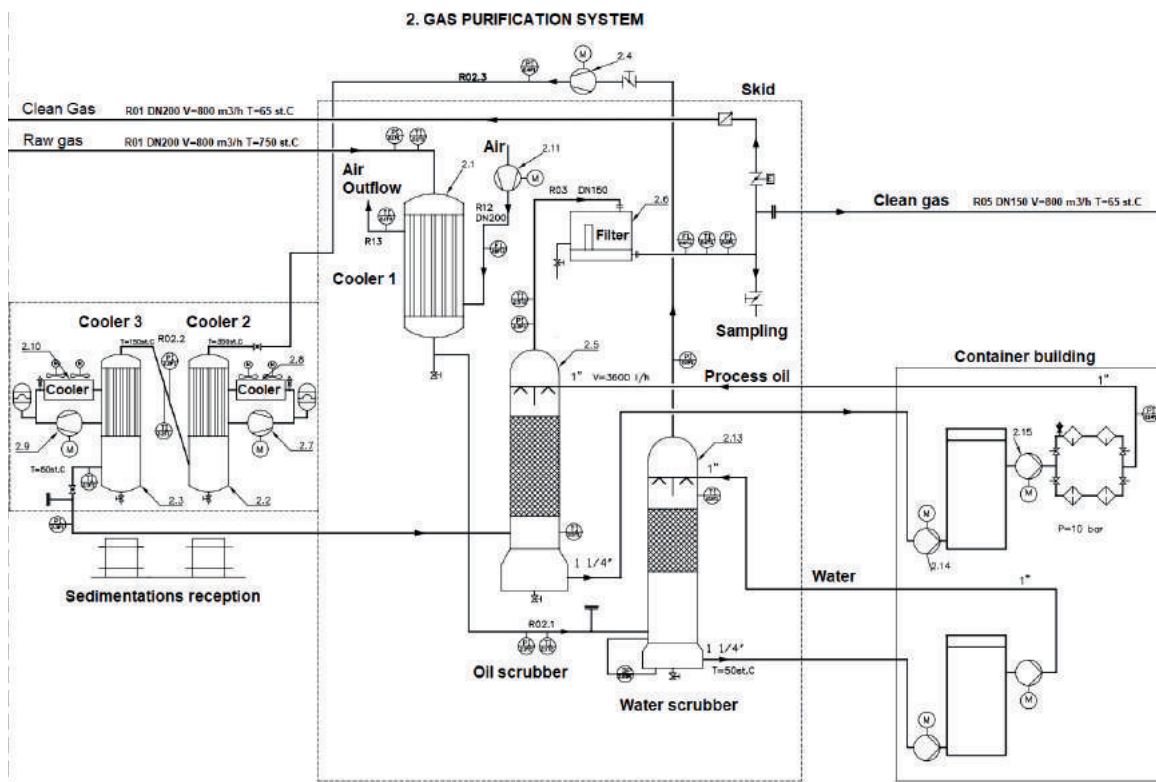 2. GAS PURIFICATION SYSTEM
M
2.4
R02.3
Skid
Clean Gas R01 DN200 V=800 m3/h T=65 st.C
Raw gas R01 DN200 V=800 m3/h T=750 st.C
Air
2.11
M
2.1
Air
Outflow
R12
DN200
R13
R03 DN150
2.6
Filter
Clean gas R05 DN150 V=800 m3/h T=65 st.C
Cooler 1
Sampling
Cooler 3
Cooler 2
R02.2
2.10
2.8
Cooler
Cooler
2.9
M
M
2.7
2.3
2.2
Sedimentations reception
2.5
1" V=3600 l/h
Process oil
1"
Container building
2.13
1"
2.15
M
P=10 bar
M
2.14
1 1/4"
Water
1"
R02.1
Oil scrubber
1 1/4"
T=50st.C
Water scrubber
M
M